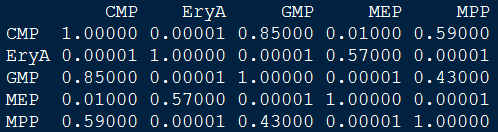 CMP EryA GMP MEP MPP
CMP 1.00000 0.00001 0.85000 0.01000 0.59000
EryA 0.00001 1.00000 0.00001 0.57000 0.00001
GMP 0.85000 0.00001 1.00000 0.00001 0.43000
MEP 0.01000 0.57000 0.00001 1.00000 0.00001
MPP 0.59000 0.00001 0.43000 0.00001 1.00000